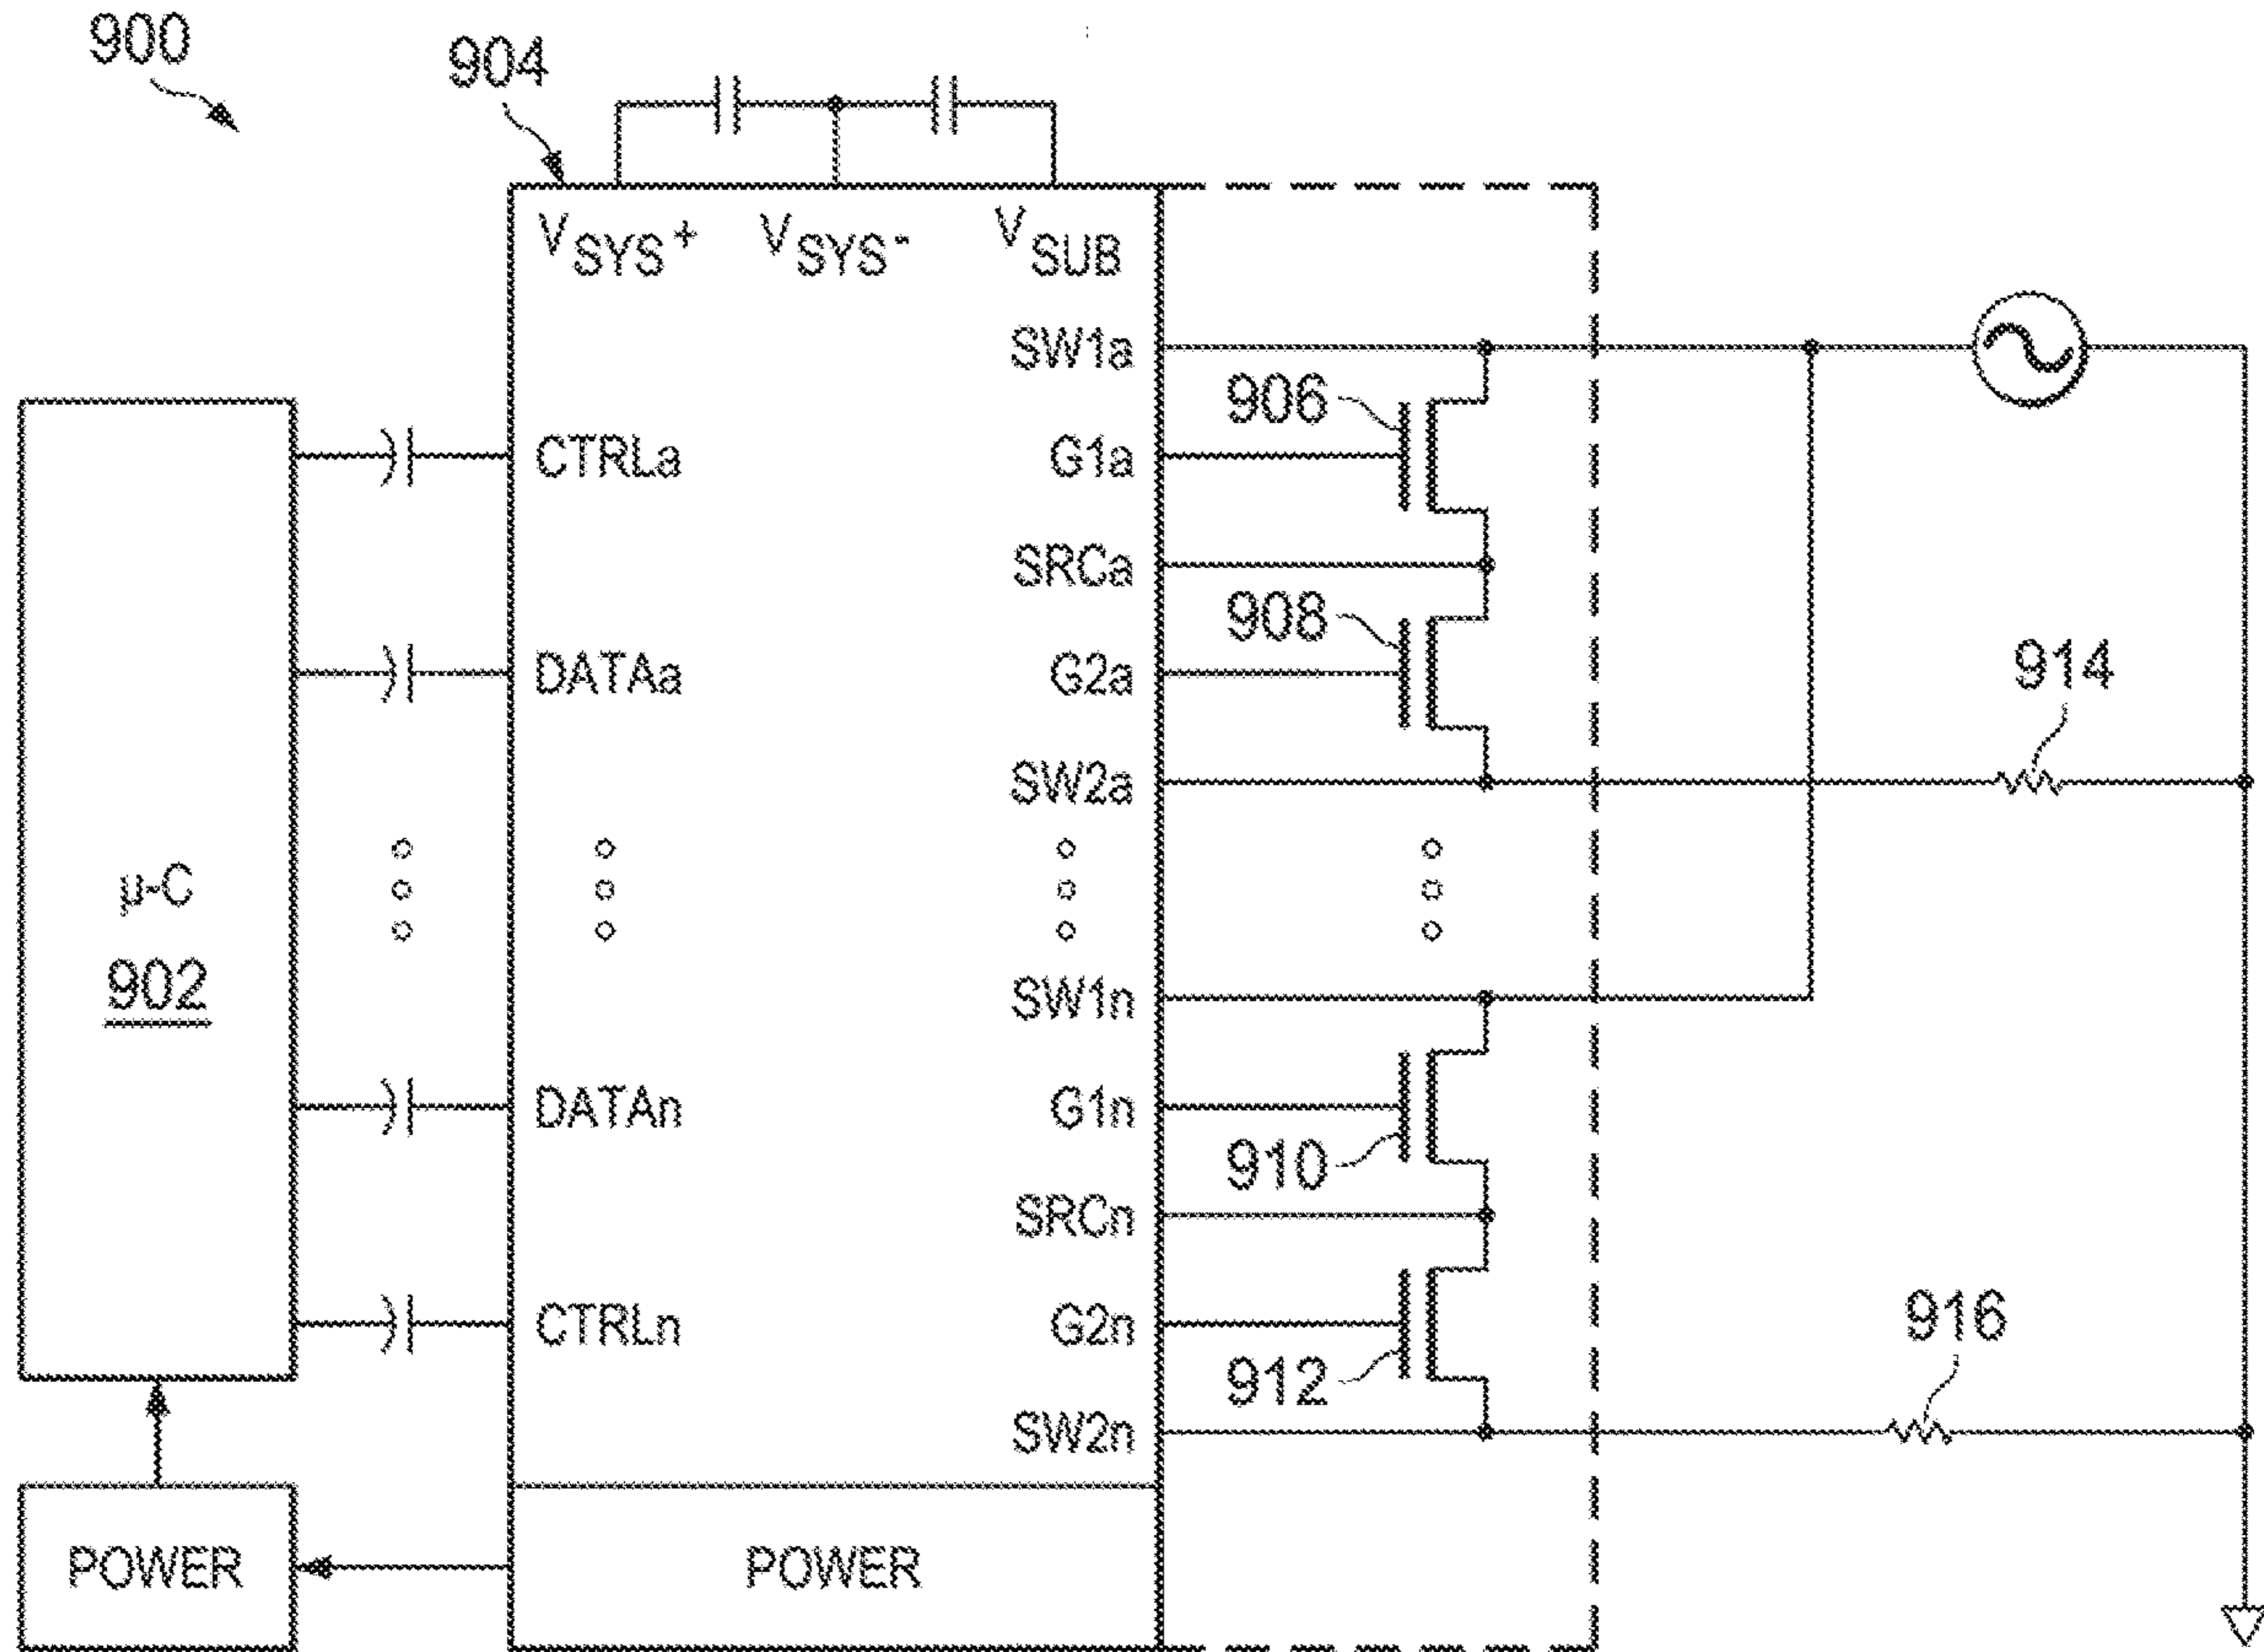 900
904
VSYS+ VSYS- VSUB
SW1a
906
CTRLa
G1a
SRCa
908
914
DATAa
G2a
SW2a
μ-C
902
SW1n
DATAn
G1n
910
SRCn
916
CTRLn
G2n
912
SW2n
POWER
POWER